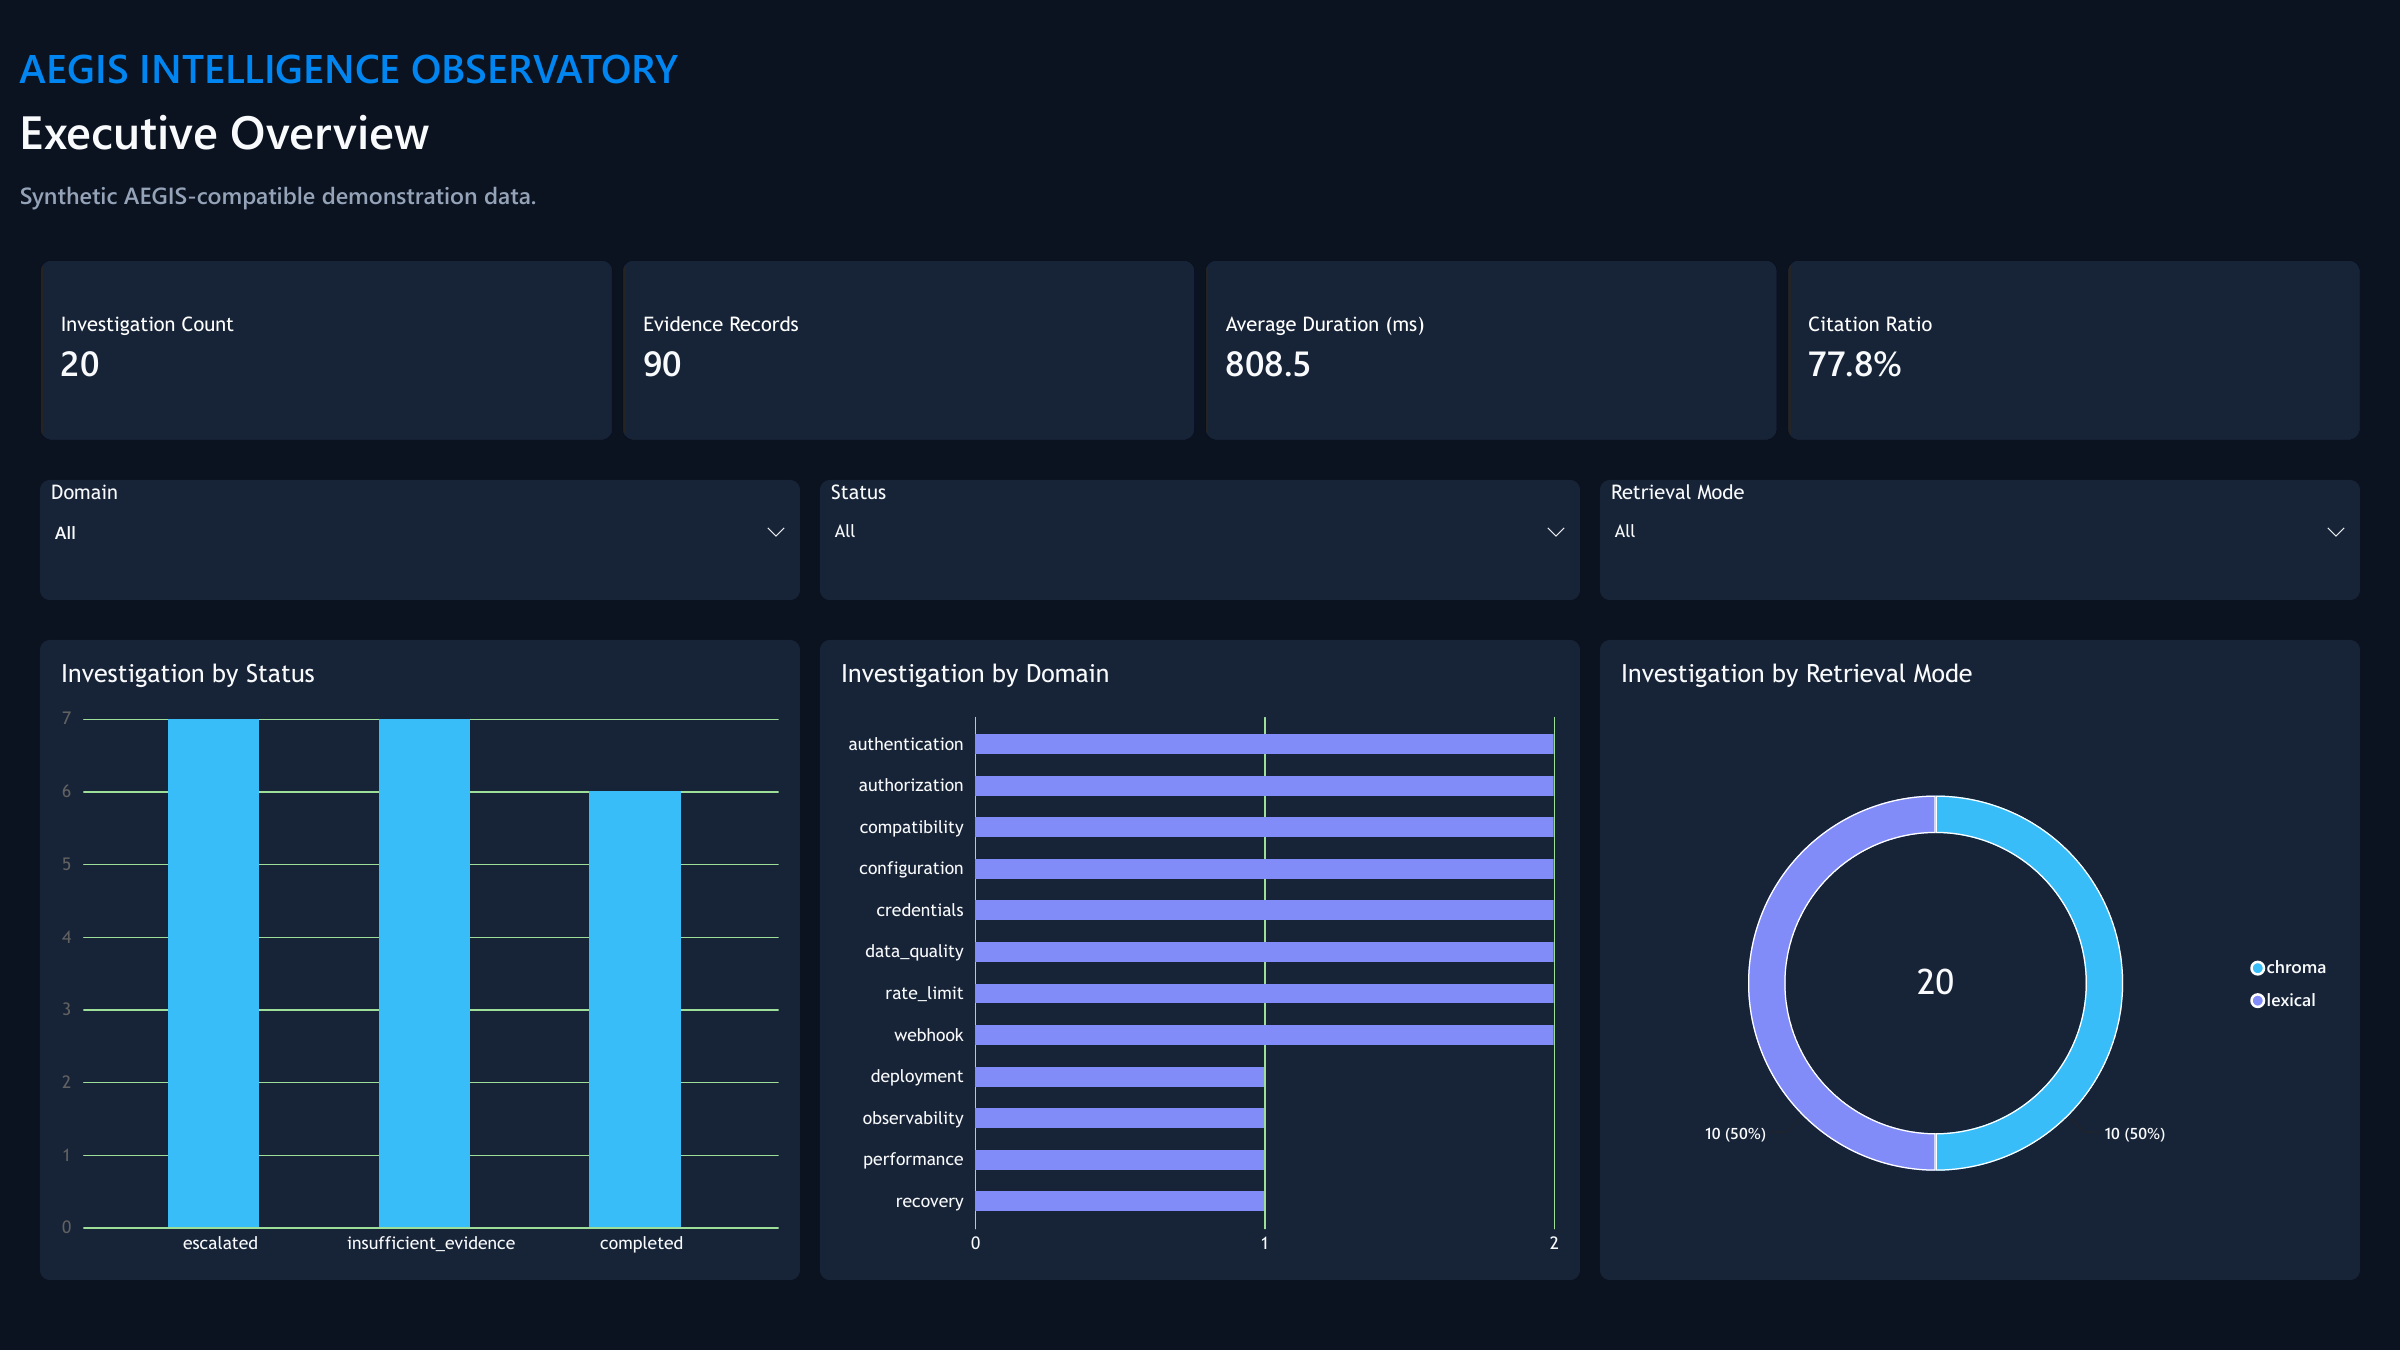 AEGIS INTELLIGENCE OBSERVATORY
Executive Overview
Synthetic AEGIS-compatible demonstration data.
Investigation Count
20
Evidence Records
90
Average Duration (ms)
808.5
Citation Ratio
77.8%
Domain
All
Status
All
Retrieval Mode
All
Investigation by Status
7
6
5
4
3
2
1
0
escalated insufficient_evidence completed
Investigation by Domain
authentication
authorization
compatibility
configuration
credentials
data_quality
rate_limit
webhook
deployment
observability
performance
recovery
0 1 2
Investigation by Retrieval Mode
20
chroma
lexical
10 (50%) 10 (50%)